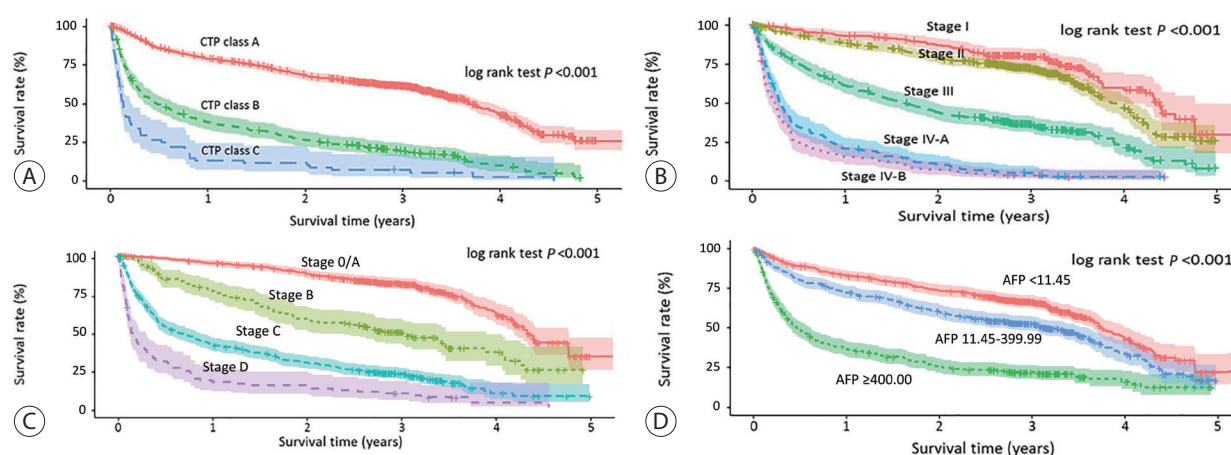 100
75
50
25
0
Survival rate (%)
CTP class A
CTP class B
CTP class C
log rank test P <0.001
0 1 2 3 4 5
Survival time (years)
A
100
75
50
25
0
Survival rate (%)
Stage I
Stage II
Stage III
Stage IV-A
Stage IV-B
log rank test P <0.001
0 1 2 3 4 5
Survival time (years)
B
100
75
50
25
0
Survival rate (%)
Stage 0/A
Stage B
Stage C
Stage D
log rank test P <0.001
0 1 2 3 4 5
Survival time (years)
C
100
75
50
25
0
Survival rate (%)
log rank test P <0.001
AFP <11.45
AFP 11.45-399.99
AFP ≥400.00
0 1 2 3 4 5
Survival time (years)
D